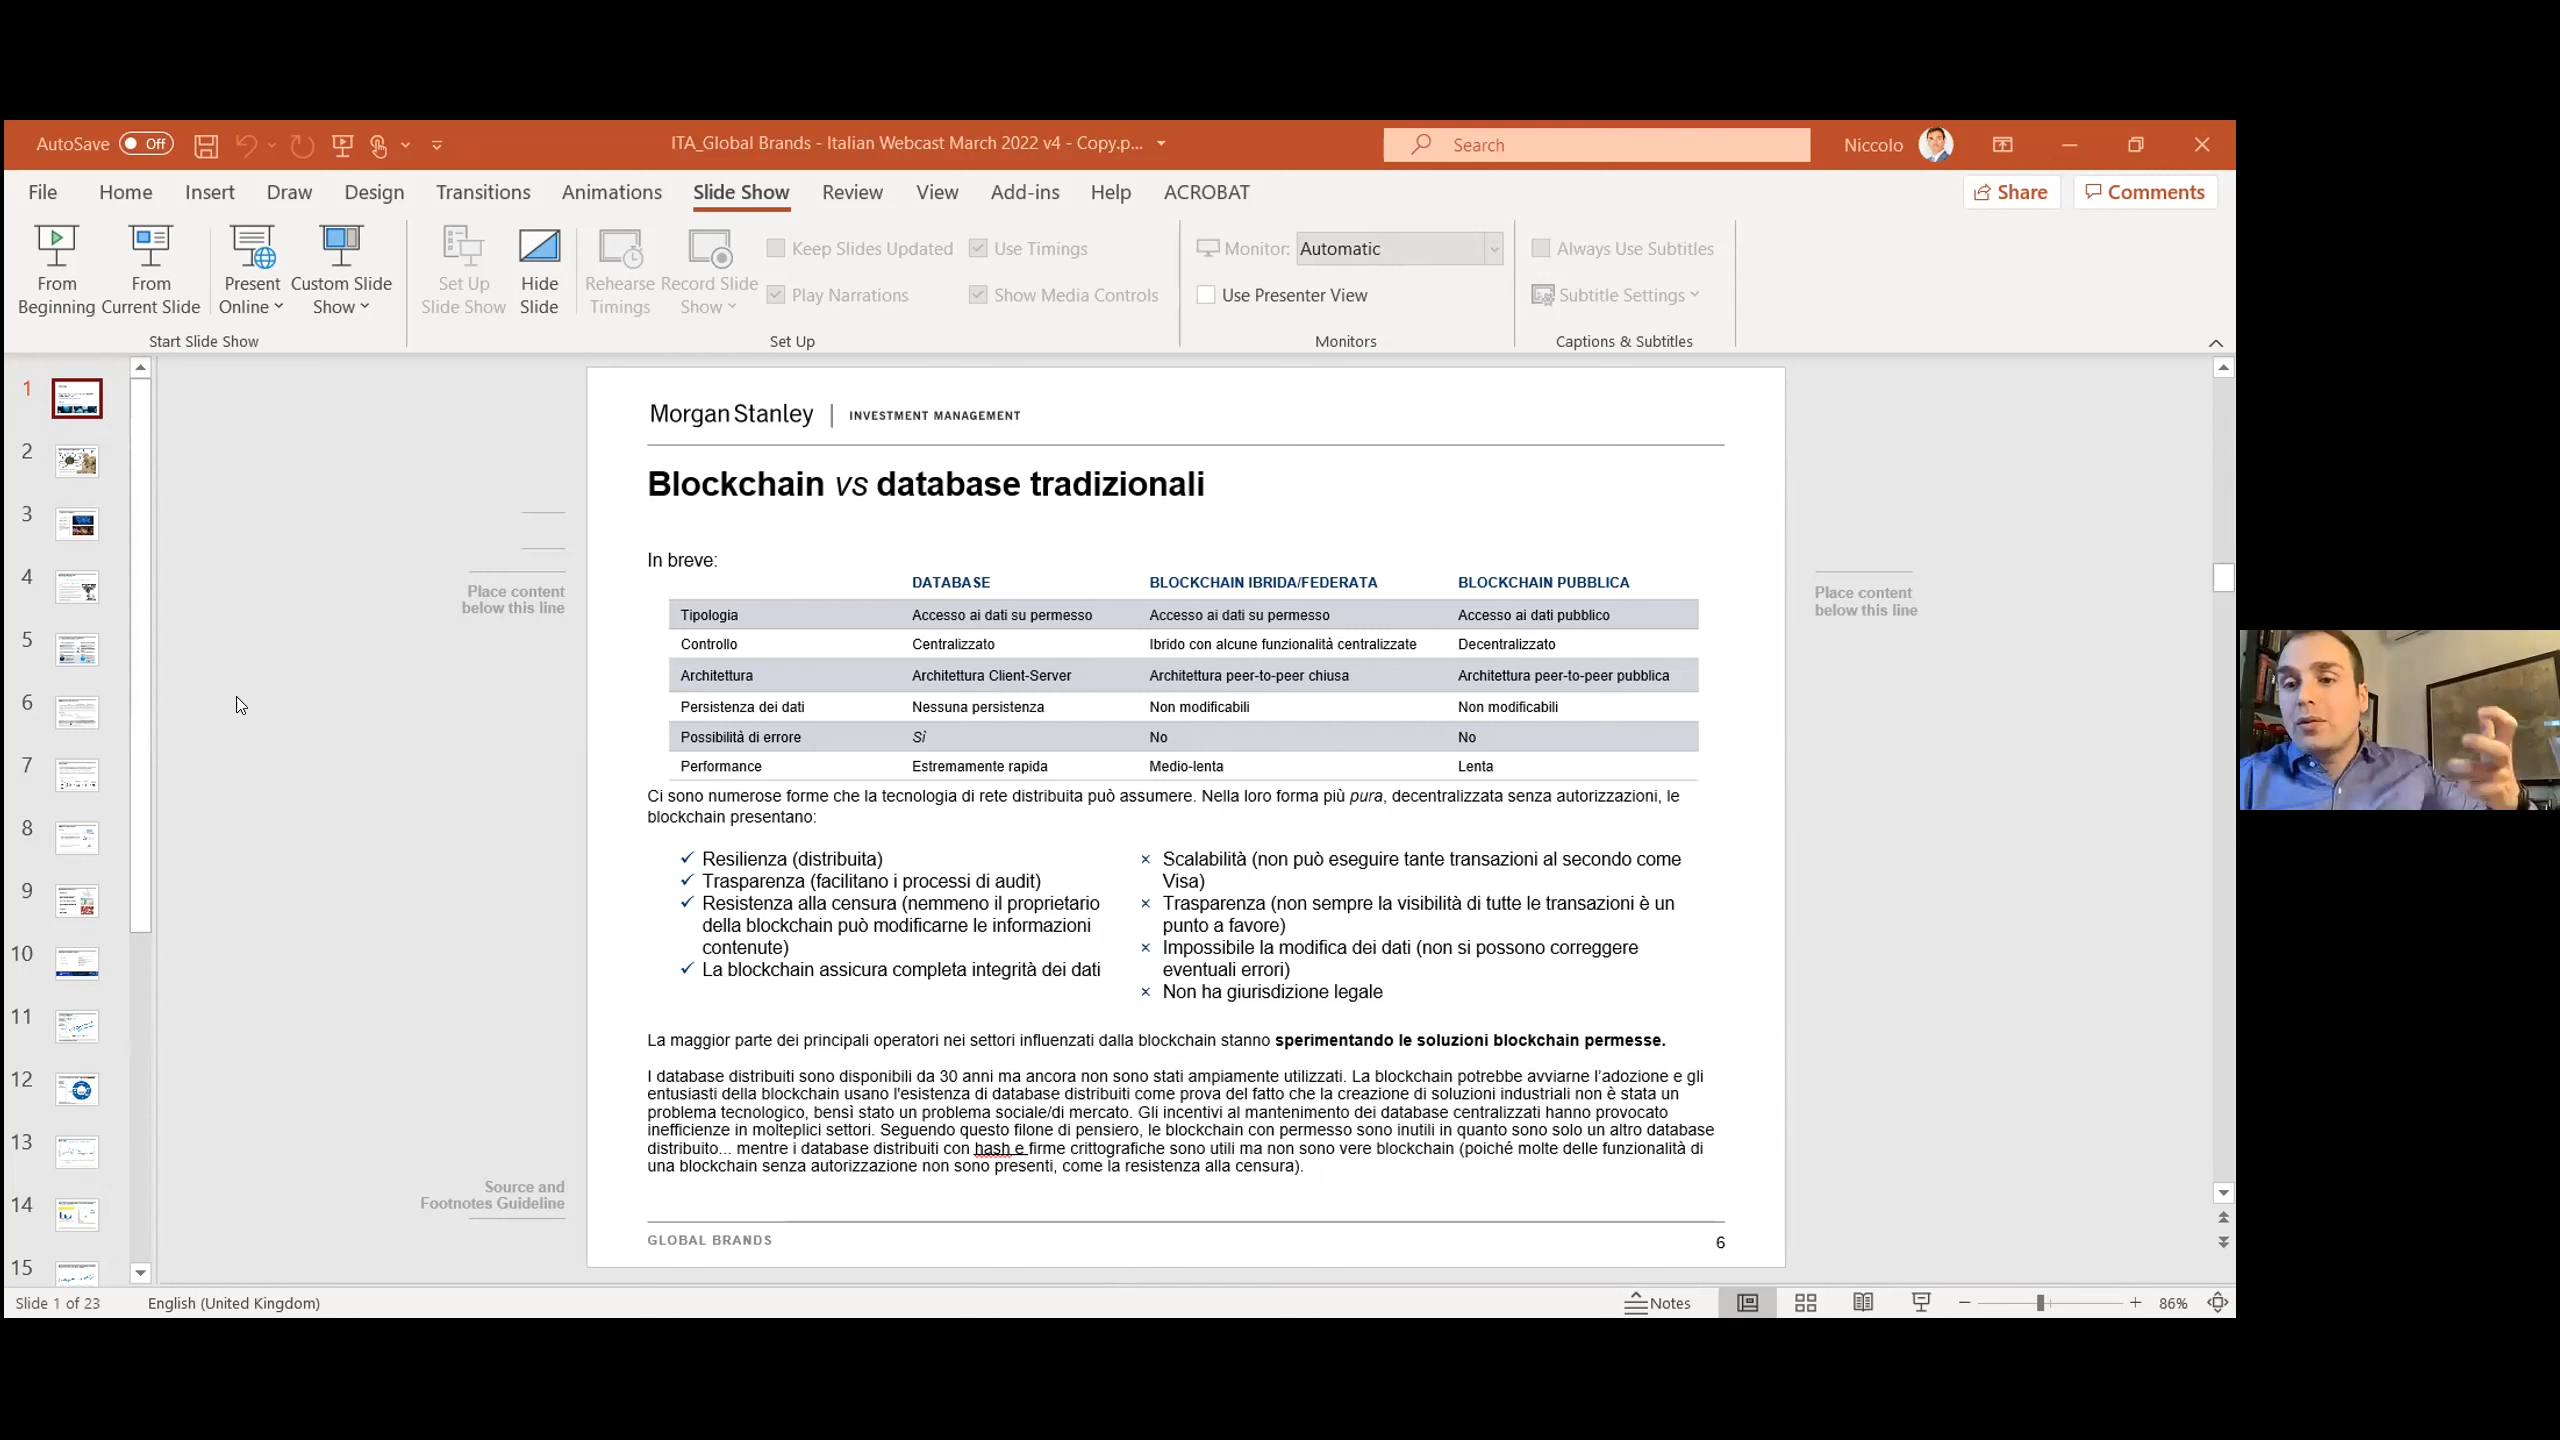 AutoSave Off
ITA_Global Brands - Italian Webcast March 2022 v4 - Copy.p...
Search
Niccolo
File Home Insert Draw Design Transitions Animations Slide Show Review View Add-ins Help ACROBAT
Share Comments
From Beginning
From Current Slide
Present Online
Custom Slide Show
Start Slide Show
Set Up Slide Show
Hide Slide
Rehearse Timings
Record Slide Show
Keep Slides Updated
Play Narrations
Use Timings
Show Media Controls
Set Up
Monitor: Automatic
Use Presenter View
Monitors
Always Use Subtitles
Subtitle Settings
Captions & Subtitles
1
2
3
4
5
6
7
8
9
10
11
12
13
14
15
Place content
below this line
Source and
Footnotes Guideline
Morgan Stanley | INVESTMENT MANAGEMENT
Blockchain vs database tradizionali
In breve:
DATABASE BLOCKCHAIN IBRIDA/FEDERATA BLOCKCHAIN PUBBLICA
Tipologia Accesso ai dati su permesso Accesso ai dati su permesso Accesso ai dati pubblico
Controllo Centralizzato Ibrido con alcune funzionalità centralizzate Decentralizzato
Architettura Architettura Client-Server Architettura peer-to-peer chiusa Architettura peer-to-peer pubblica
Persistenza dei dati Nessuna persistenza Non modificabili Non modificabili
Possibilità di errore Sì No No
Performance Estremamente rapida Medio-lenta Lenta
Ci sono numerose forme che la tecnologia di rete distribuita può assumere. Nella loro forma più pura, decentralizzata senza autorizzazioni, le
blockchain presentano:
✓ Resilienza (distribuita)
✓ Trasparenza (facilitano i processi di audit)
✓ Resistenza alla censura (nemmeno il proprietario
della blockchain può modificarne le informazioni
contenute)
✓ La blockchain assicura completa integrità dei dati
× Scalabilità (non può eseguire tante transazioni al secondo come
Visa)
× Trasparenza (non sempre la visibilità di tutte le transazioni è un
punto a favore)
× Impossibile la modifica dei dati (non si possono correggere
eventuali errori)
× Non ha giurisdizione legale
La maggior parte dei principali operatori nei settori influenzati dalla blockchain stanno sperimentando le soluzioni blockchain permesse.
I database distribuiti sono disponibili da 30 anni ma ancora non sono stati ampiamente utilizzati. La blockchain potrebbe avviarne l’adozione e gli
entusiasti della blockchain usano l'esistenza di database distribuiti come prova del fatto che la creazione di soluzioni industriali non è stata un
problema tecnologico, bensì stato un problema sociale/di mercato. Gli incentivi al mantenimento dei database centralizzati hanno provocato
inefficienze in molteplici settori. Seguendo questo filone di pensiero, le blockchain con permesso sono inutili in quanto sono solo un altro database
distribuito... mentre i database distribuiti con hash e firme crittografiche sono utili ma non sono vere blockchain (poiché molte delle funzionalità di
una blockchain senza autorizzazione non sono presenti, come la resistenza alla censura).
GLOBAL BRANDS 6
Place content
below this line
Slide 1 of 23 English (United Kingdom)
Notes 86%